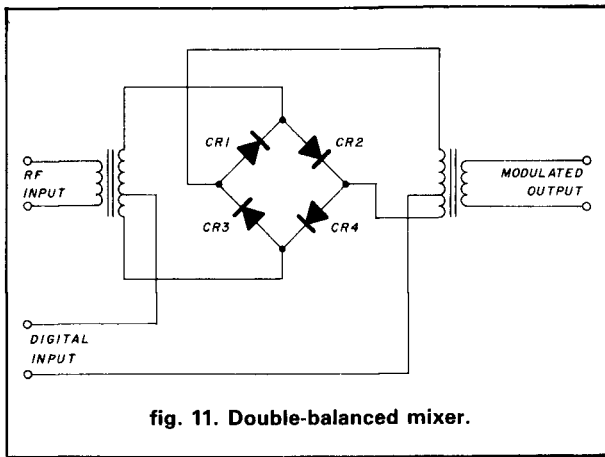 CR1
CR2
RF
INPUT
MODULATED
OUTPUT
CR3
CR4
DIGITAL
INPUT
fig. 11. Double-balanced mixer.